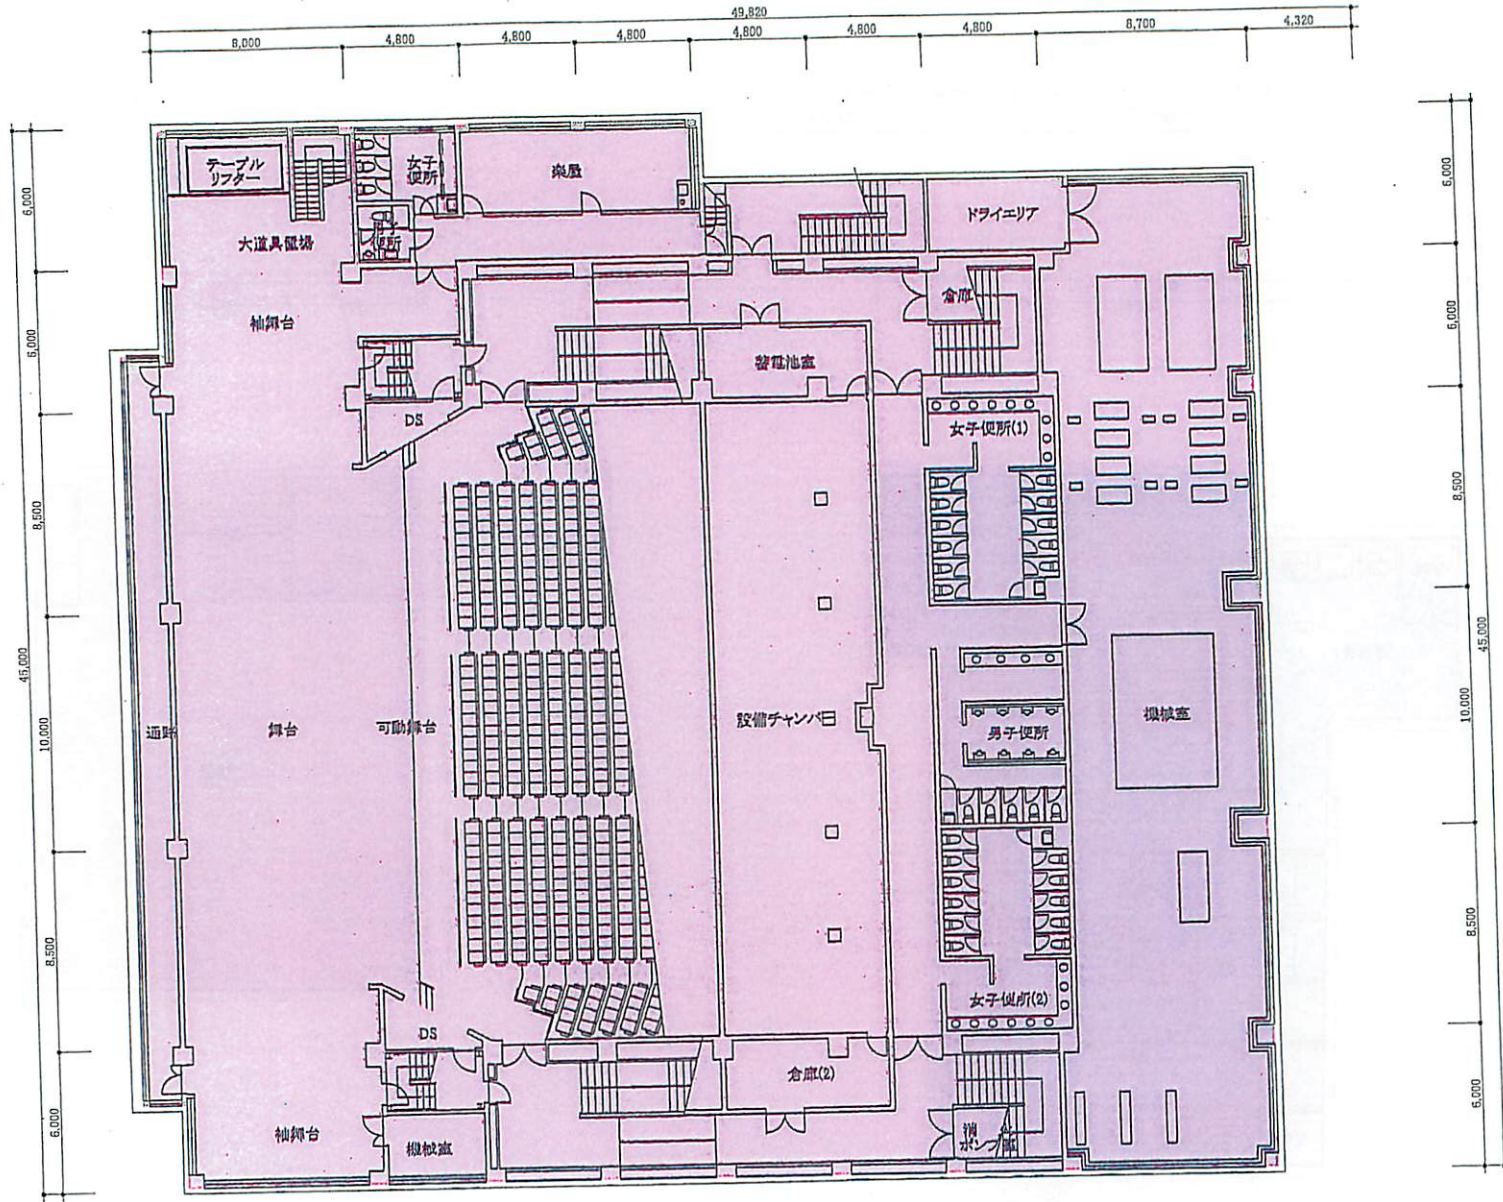 49,820
8,000 4,800 4,800 4,800 4,800 4,800 4,800 8,700 4,320
6,000
6,000
8,500
45,000
10,000
8,500
6,000
6,000
6,000
8,500
45,000
10,000
8,500
6,000
テーブル
リフター
女子
便所
楽屋
ドライエリア
大道具置場
便所
倉庫
袖舞台
蓄電池室
DS
女子便所(1)
通路
舞台
可動舞台
設備チャンバー
男子便所
機械室
女子便所(2)
DS
倉庫(2)
袖舞台
機械室
ポンプ室